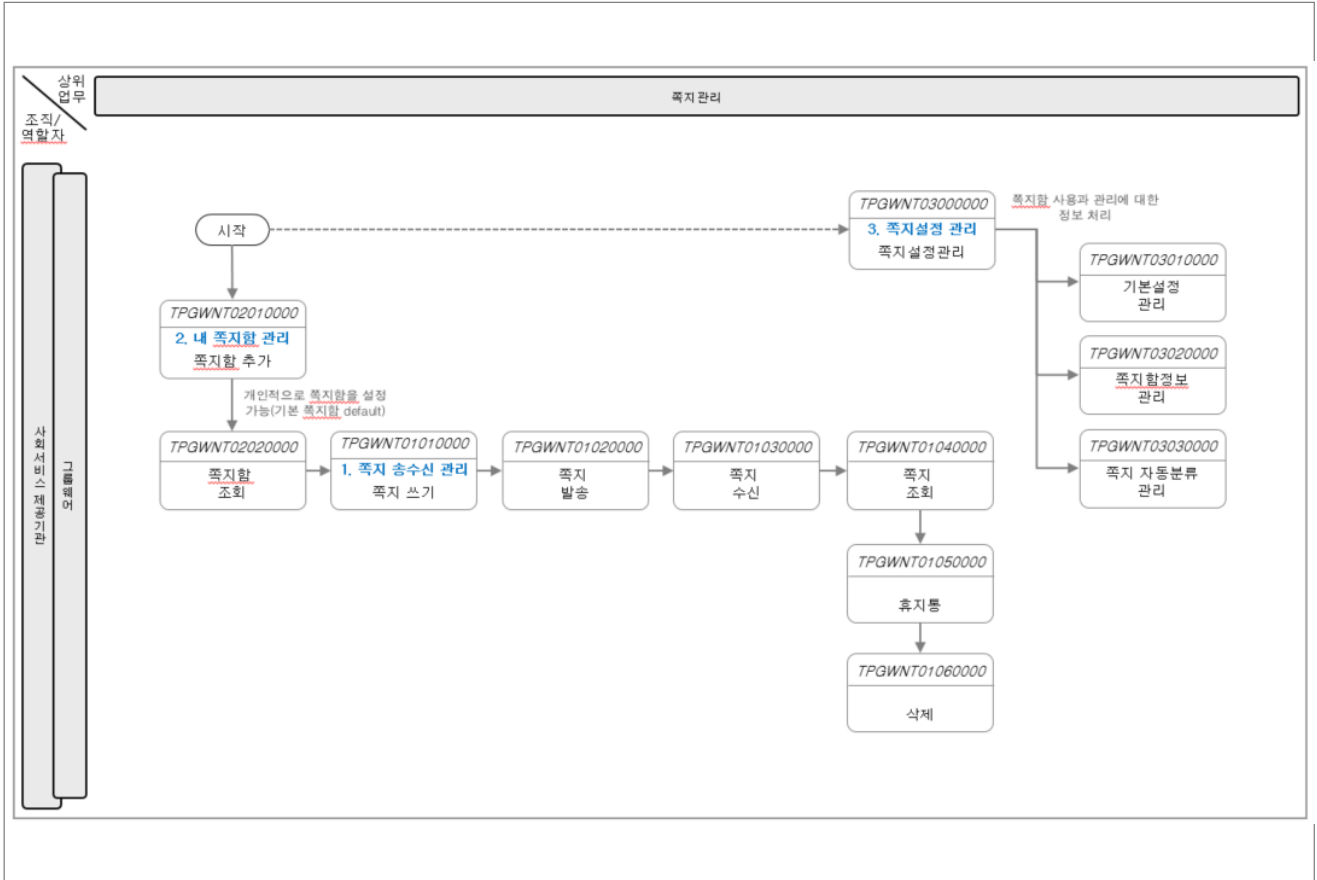 상위
업무
조직/
역할자
쪽지관리
사회서비스 제공기관
그룹웨어
시작
TPGWNT03000000
3. 쪽지설정 관리
쪽지설정관리
쪽지함 사용과 관리에 대한
정보 처리
TPGWNT03010000
기본설정
관리
TPGWNT02010000
2. 내 쪽지함 관리
쪽지함 추가
TPGWNT03020000
쪽지함정보
관리
개인적으로 쪽지함을 설정
가능(기본 쪽지함 default)
TPGWNT02020000
쪽지함
조회
TPGWNT01010000
1. 쪽지 송수신 관리
쪽지 쓰기
TPGWNT01020000
쪽지
발송
TPGWNT01030000
쪽지
수신
TPGWNT01040000
쪽지
조회
TPGWNT03030000
쪽지 자동분류
관리
TPGWNT01050000
휴지통
TPGWNT01060000
삭제